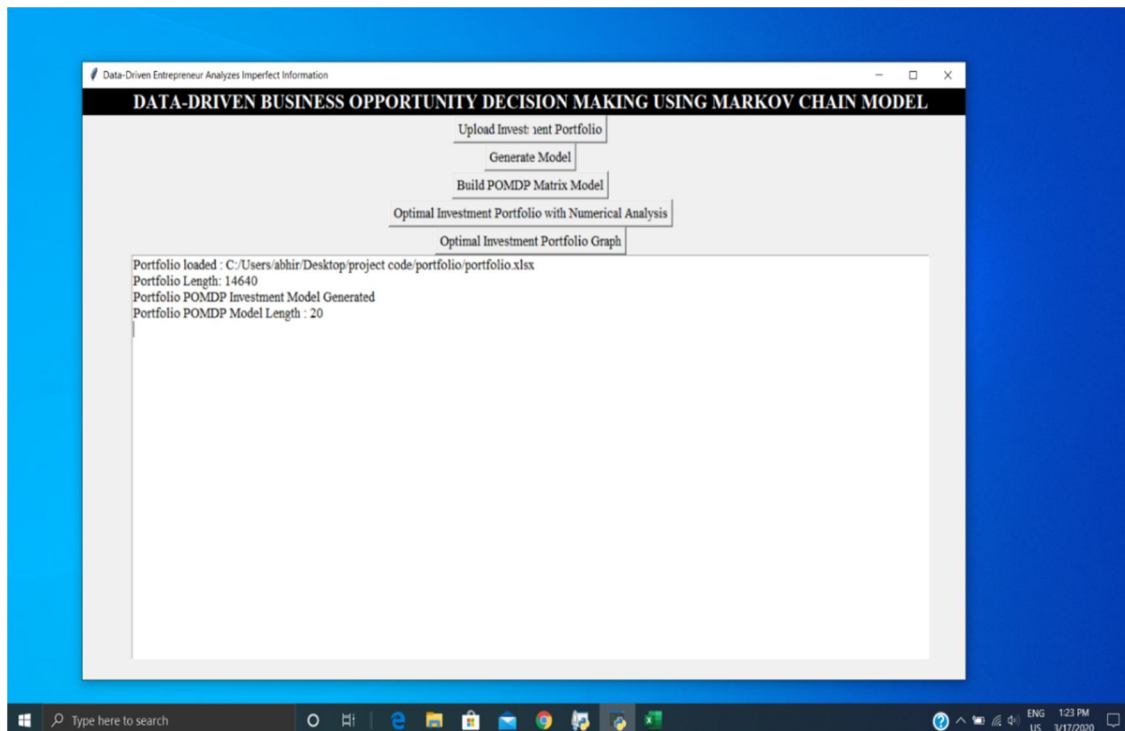 Data-Driven Entrepreneur Analyzes Imperfect Information
DATA-DRIVEN BUSINESS OPPORTUNITY DECISION MAKING USING MARKOV CHAIN MODEL
Upload Investment Portfolio
Generate Model
Build POMDP Matrix Model
Optimal Investment Portfolio with Numerical Analysis
Optimal Investment Portfolio Graph
Portfolio loaded : C:/Users/abhir/Desktop/project code/portfolio/portfolio.xlsx
Portfolio Length: 14640
Portfolio POMDP Investment Model Generated
Portfolio POMDP Model Length : 20
Type here to search
ENG
US
1:23 PM
3/17/2020